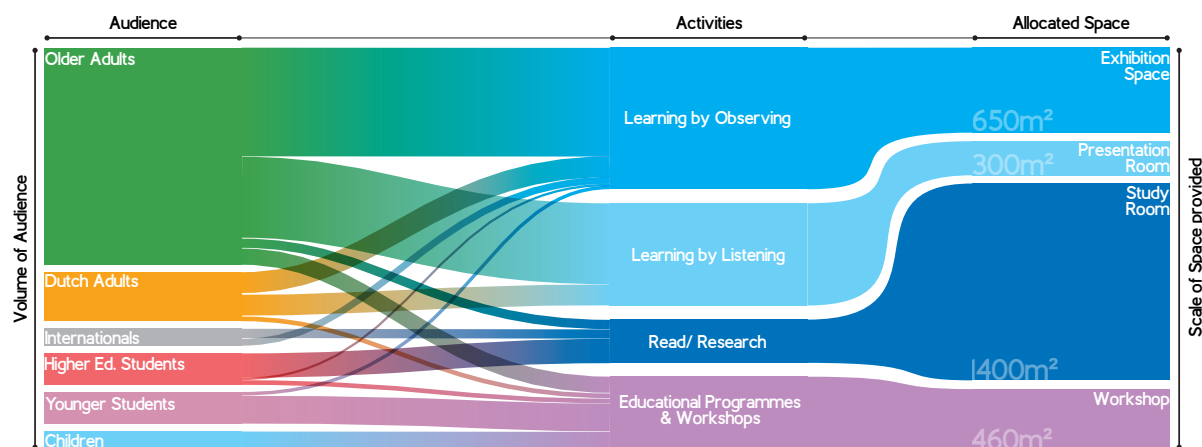 Audience
Activities
Allocated Space
Volume of Audience
Older Adults
Dutch Adults
Internationals
Higher Ed. Students
Younger Students
Children
Learning by Observing
Learning by Listening
Read/ Research
Educational Programmes
& Workshops
Exhibition
Space
650m²
Presentation
Room
300m²
Study
Room
1400m²
Workshop
460m²
Scale of Space provided